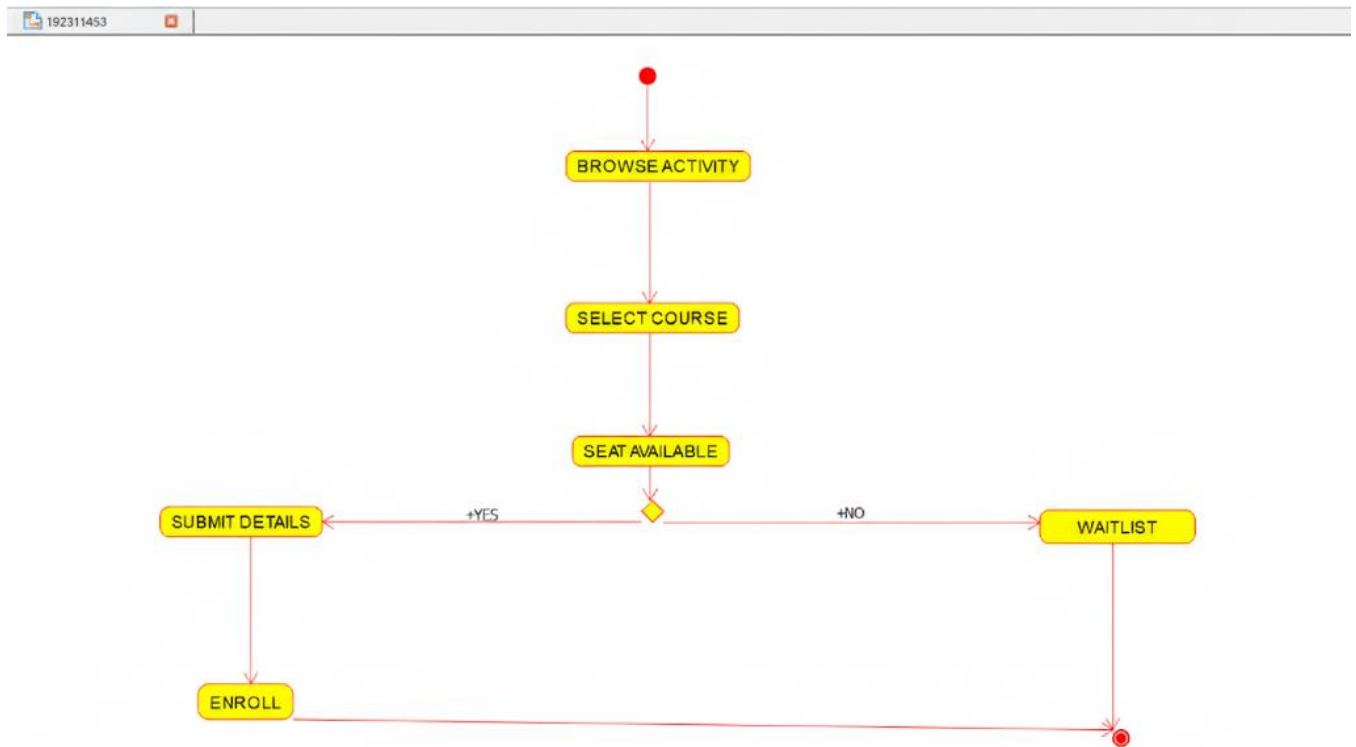 192311453
BROWSE ACTIVITY
SELECT COURSE
SEAT AVAILABLE
SUBMIT DETAILS
+YES
+NO
WAITLIST
ENROLL